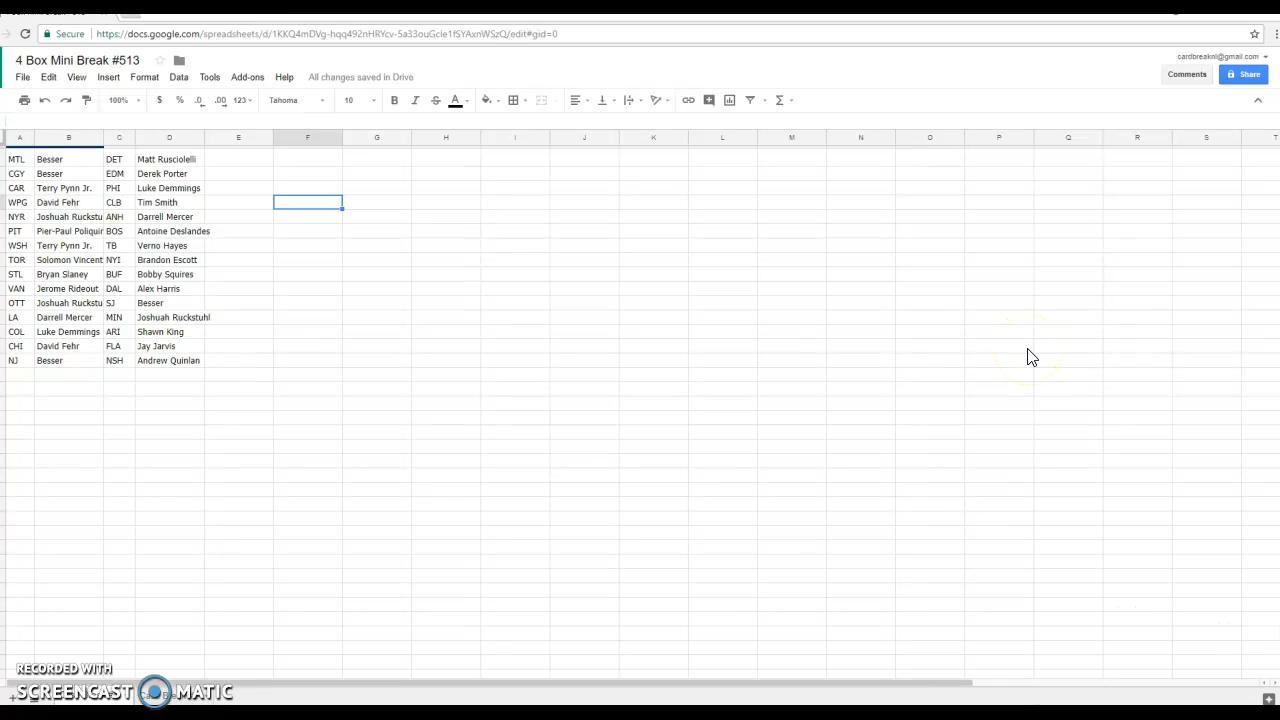 Secure https://docs.google.com/spreadsheets/d/1KKQ4mDVg-hqq492nHRYcv-5a33ouGcie1fSYAxnWSzQ/edit#gid=0
4 Box Mini Break #513
cardbreaknl@gmail.com
File Edit View Insert Format Data Tools Add-ons Help All changes saved in Drive
Comments Share
100% $ % .0 .00 123 Tahoma 10 B I S A
A B C D E F G H I J K L M N O P Q R S T
MTL Besser DET Matt Rusciolelli
CGY Besser EDM Derek Porter
CAR Terry Pynn Jr. PHI Luke Demmings
WPG David Fehr CLB Tim Smith
NYR Joshuah Ruckstu ANH Darrell Mercer
PIT Pier-Paul Poliquir BOS Antoine Deslandes
WSH Terry Pynn Jr. TB Verno Hayes
TOR Solomon Vincent NYI Brandon Escott
STL Bryan Slaney BUF Bobby Squires
VAN Jerome Rideout DAL Alex Harris
OTT Joshuah Ruckstu SJ Besser
LA Darrell Mercer MIN Joshuah Ruckstuhl
COL Luke Demmings ARI Shawn King
CHI David Fehr FLA Jay Jarvis
NJ Besser NSH Andrew Quinlan
RECORDED WITH
SCREENCAST MATIC